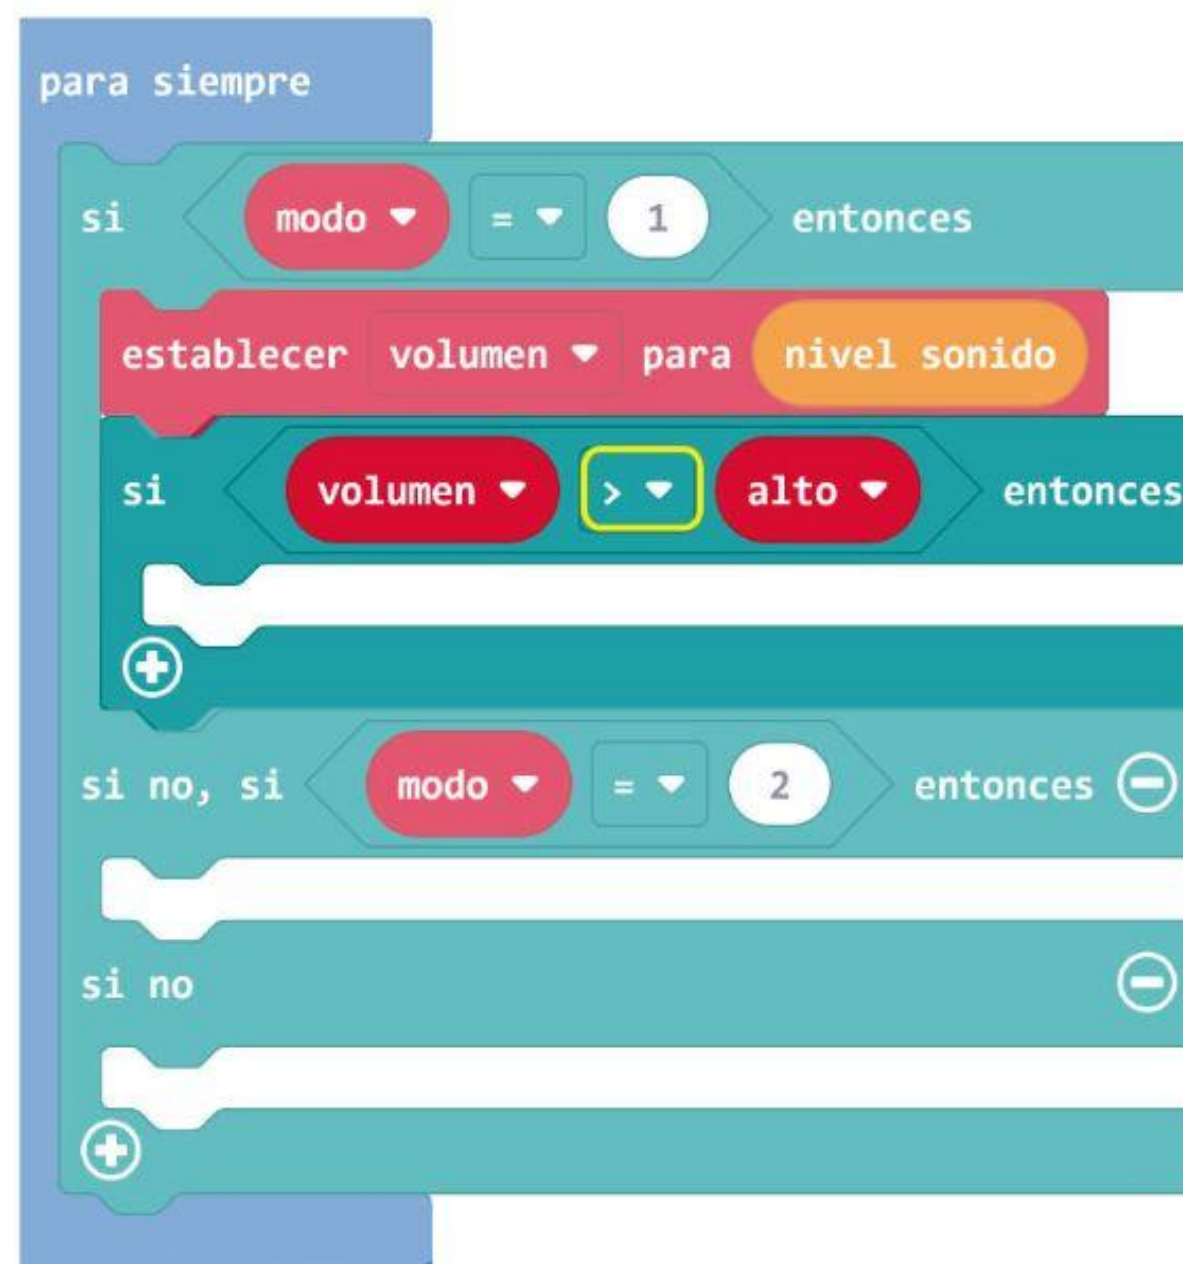 para siempre
si modo = 1 entonces
establecer volumen para nivel sonido
si volumen > alto entonces
si no, si modo = 2 entonces
si no